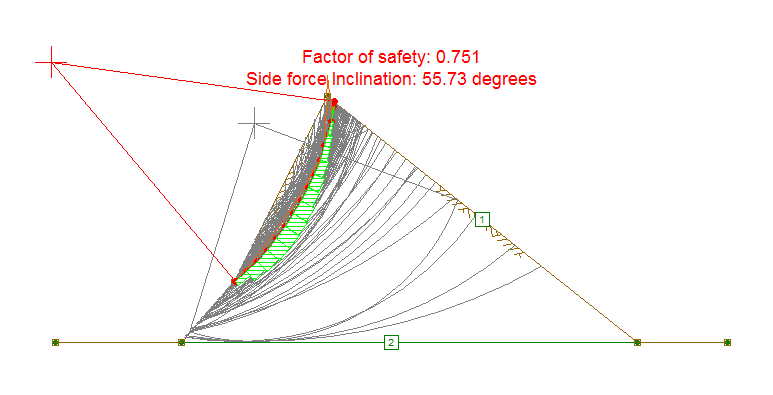 Factor of safety: 0.751
Side force Inclination: 55.73 degrees
1
2